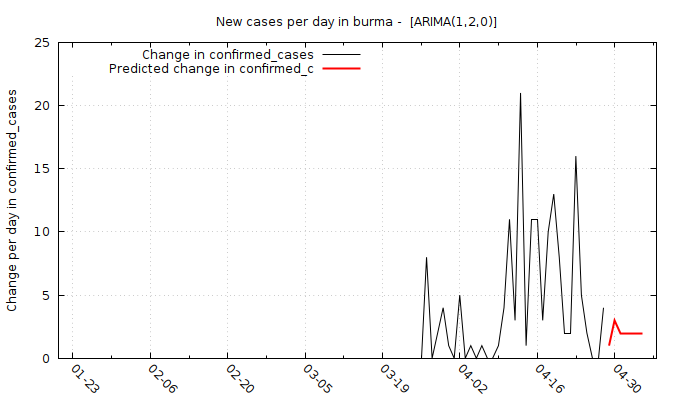 New cases per day in burma -  [ARIMA(1,2,0)]
Change in confirmed_cases
Predicted change in confirmed_c
Change per day in confirmed_cases
25
20
15
10
5
0
01-23 02-06 02-20 03-05 03-19 04-02 04-16 04-30